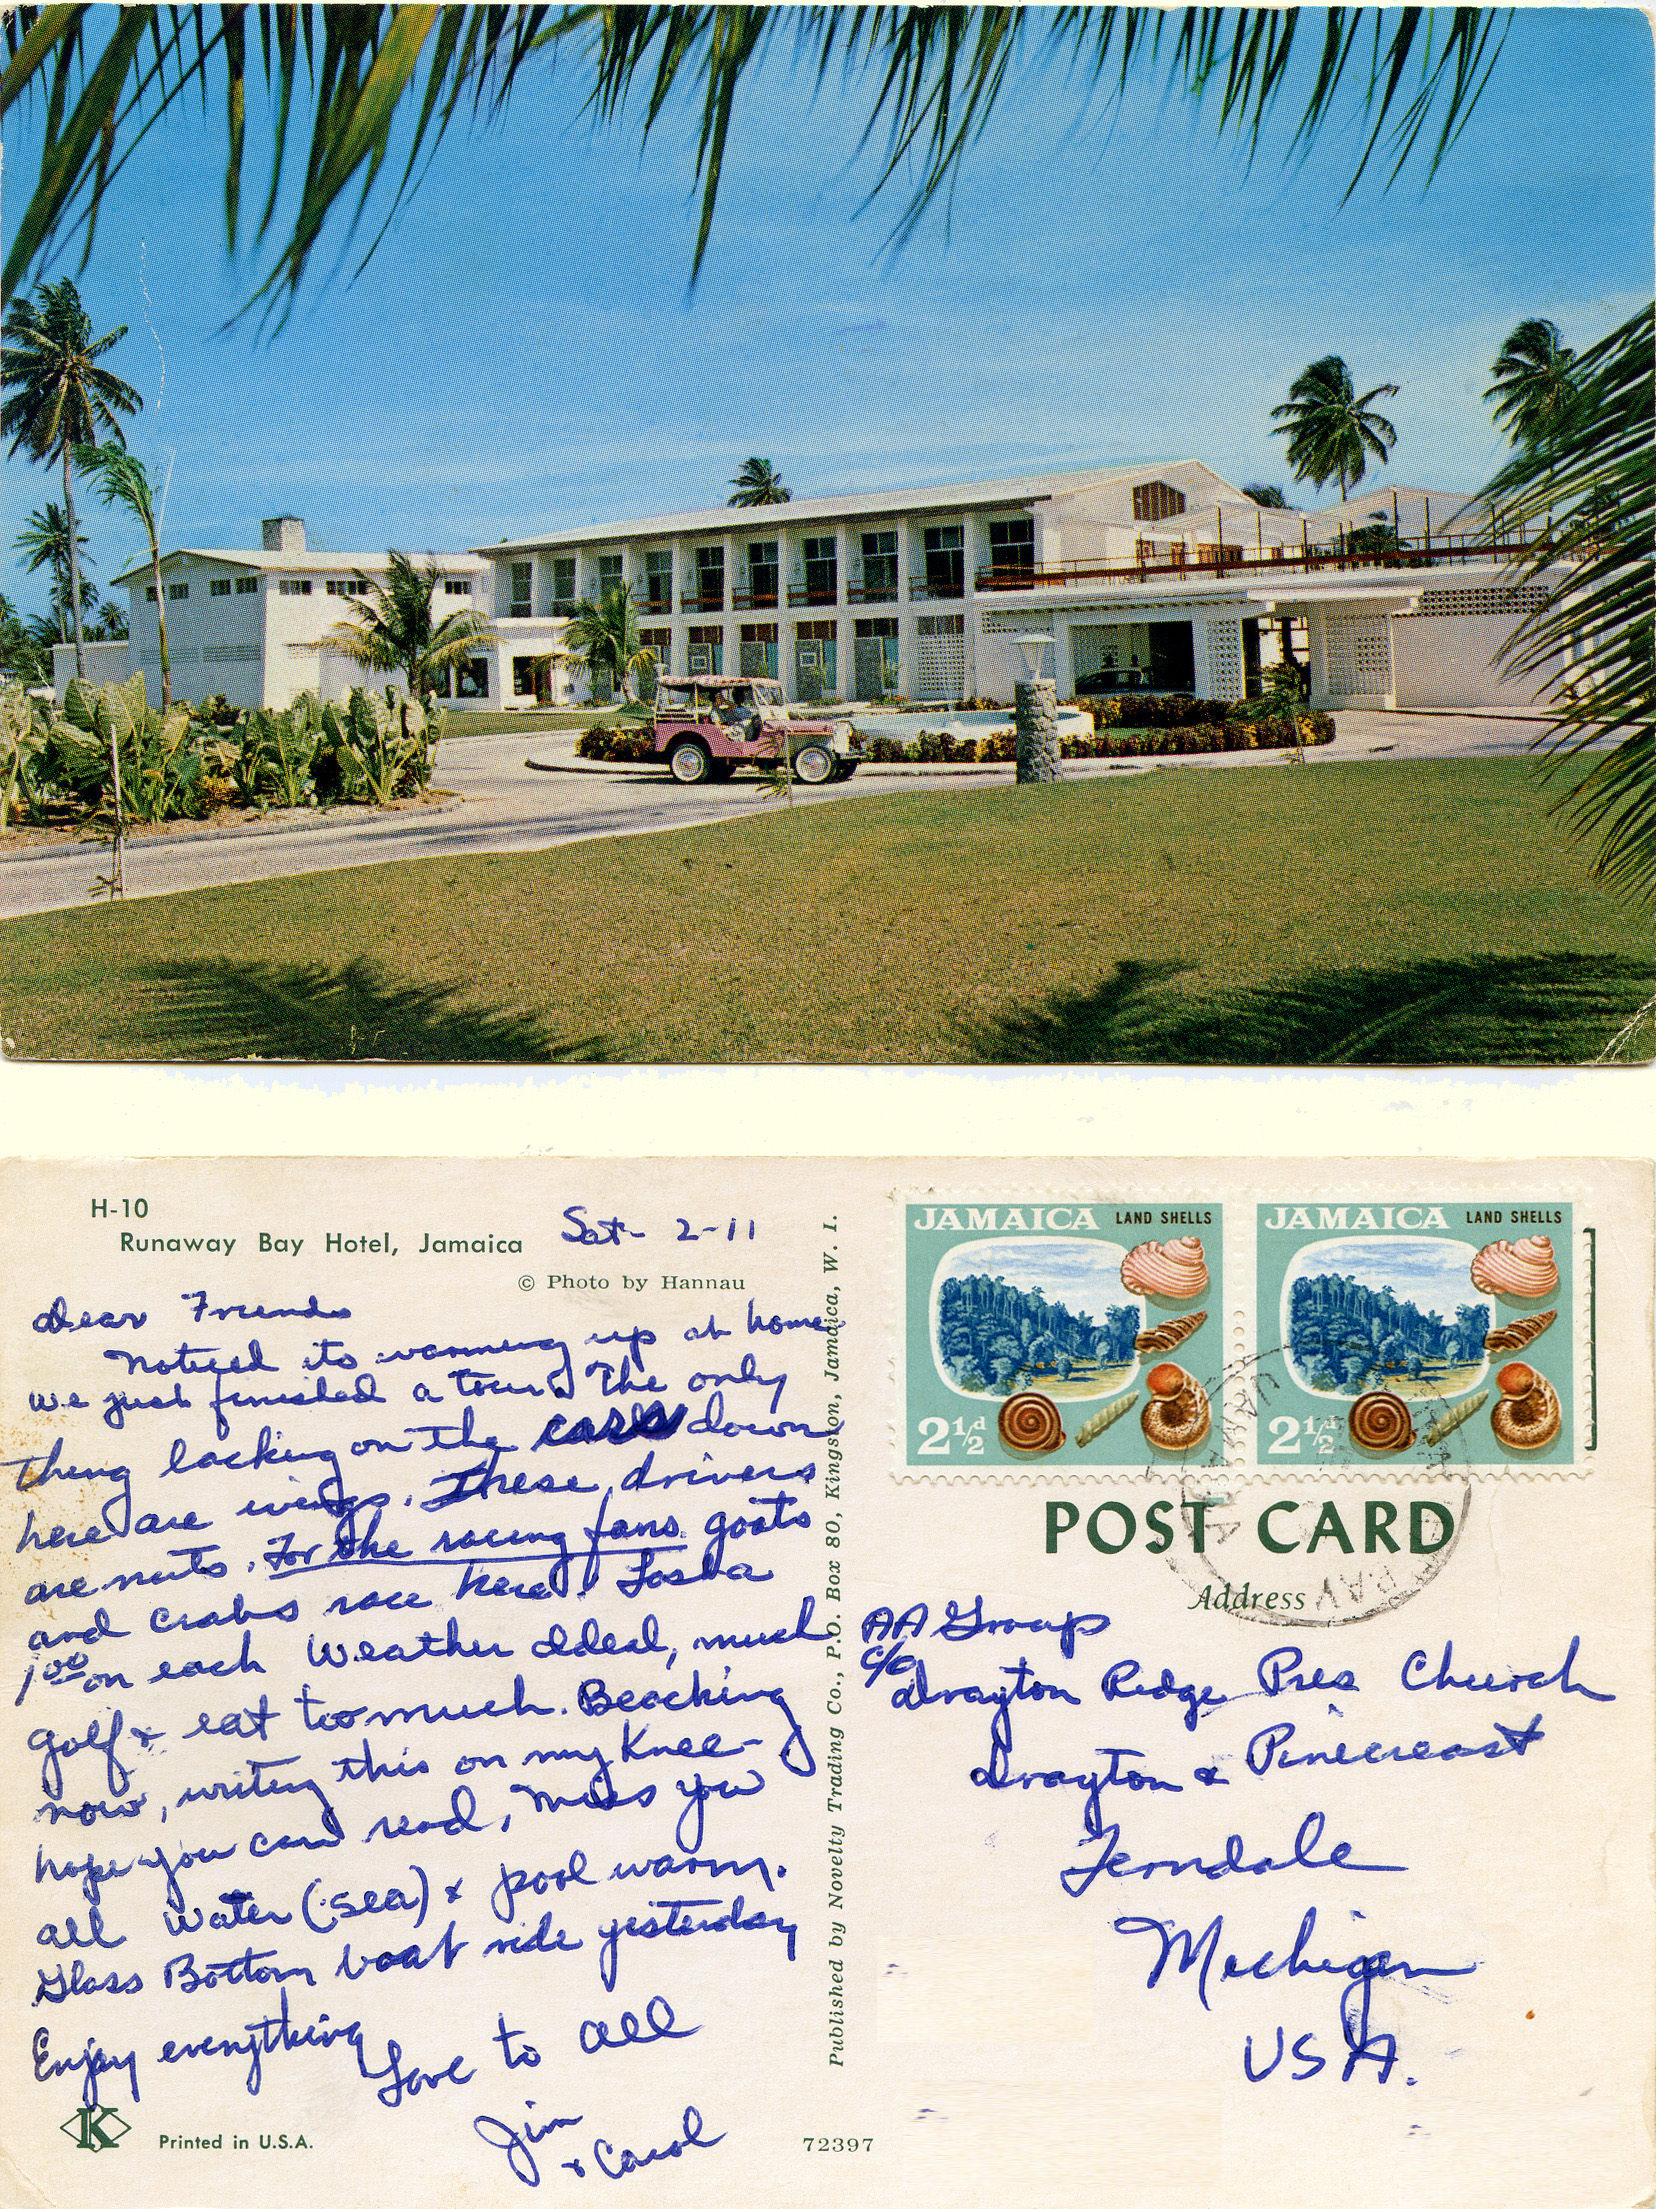 H-10
Runaway Bay Hotel, Jamaica
Sat- 2-11
© Photo by Hannau
Dear Friends
Noticed its warming up at home
we just finished a tour. The only
thing lacking on the cars down
here are wings. These drivers
are nuts. For the racing fans goats
and crabs race here. Lost a
1.00 on each Weather Ideal, much
golf & eat too much. Beaching
now, writing this on my knee-
hope you can read, Miss you
all Water (sea) & pool warm.
Glass Bottom boat ride yesterday
Enjoy everything
Love to all
Jim
& Carol
K
Printed in U.S.A.
72397
Published by Novelty Trading Co., P.O. Box 80, Kingston, Jamaica, W. I.
JAMAICA LAND SHELLS
2½d
JAMAICA LAND SHELLS
2½d
POST CARD
Address
AA Group
c/o
Drayton Ridge Pres Church
Drayton & Pinecreast
Ferndale
Michigan
USA.